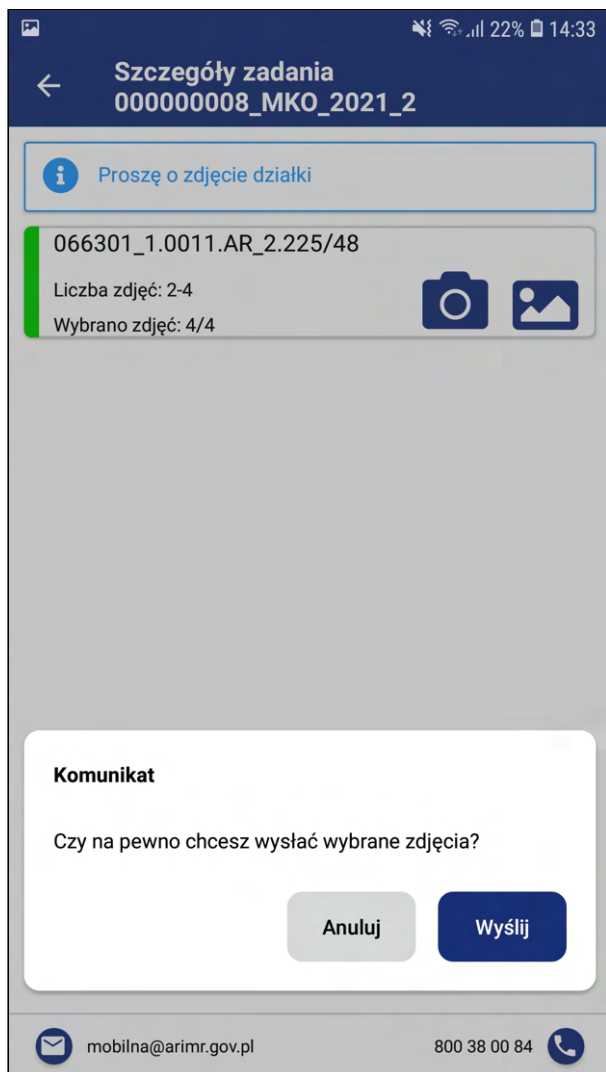 22% 14:33
Szczegóły zadania
000000008_MKO_2021_2
Proszę o zdjęcie działki
066301_1.0011.AR_2.225/48
Liczba zdjęć: 2-4
Wybrano zdjęć: 4/4
Komunikat
Czy na pewno chcesz wysłać wybrane zdjęcia?
Anuluj Wyślij
mobilna@arimr.gov.pl 800 38 00 84